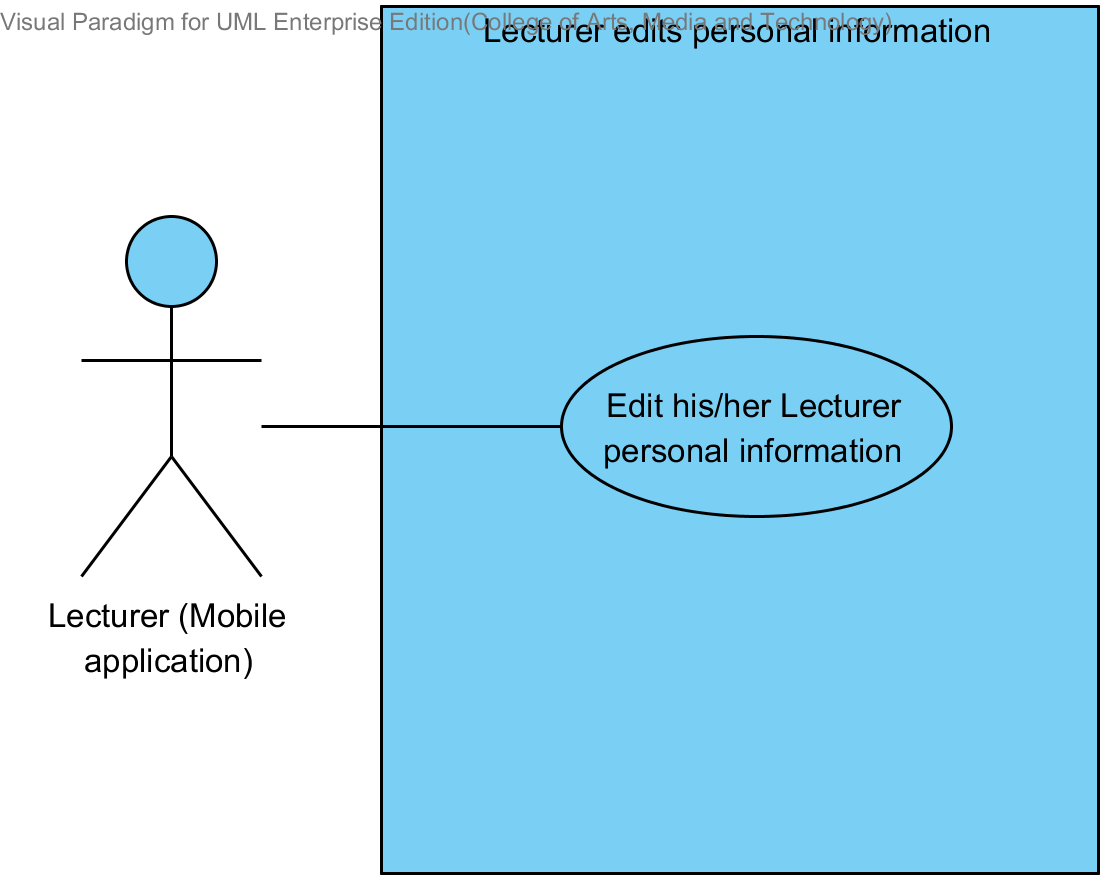 Visual Paradigm for UML Enterprise Edition(College of Arts, Media and Technology)
Lecturer edits personal information
Edit his/her Lecturer
personal information
Lecturer (Mobile
application)